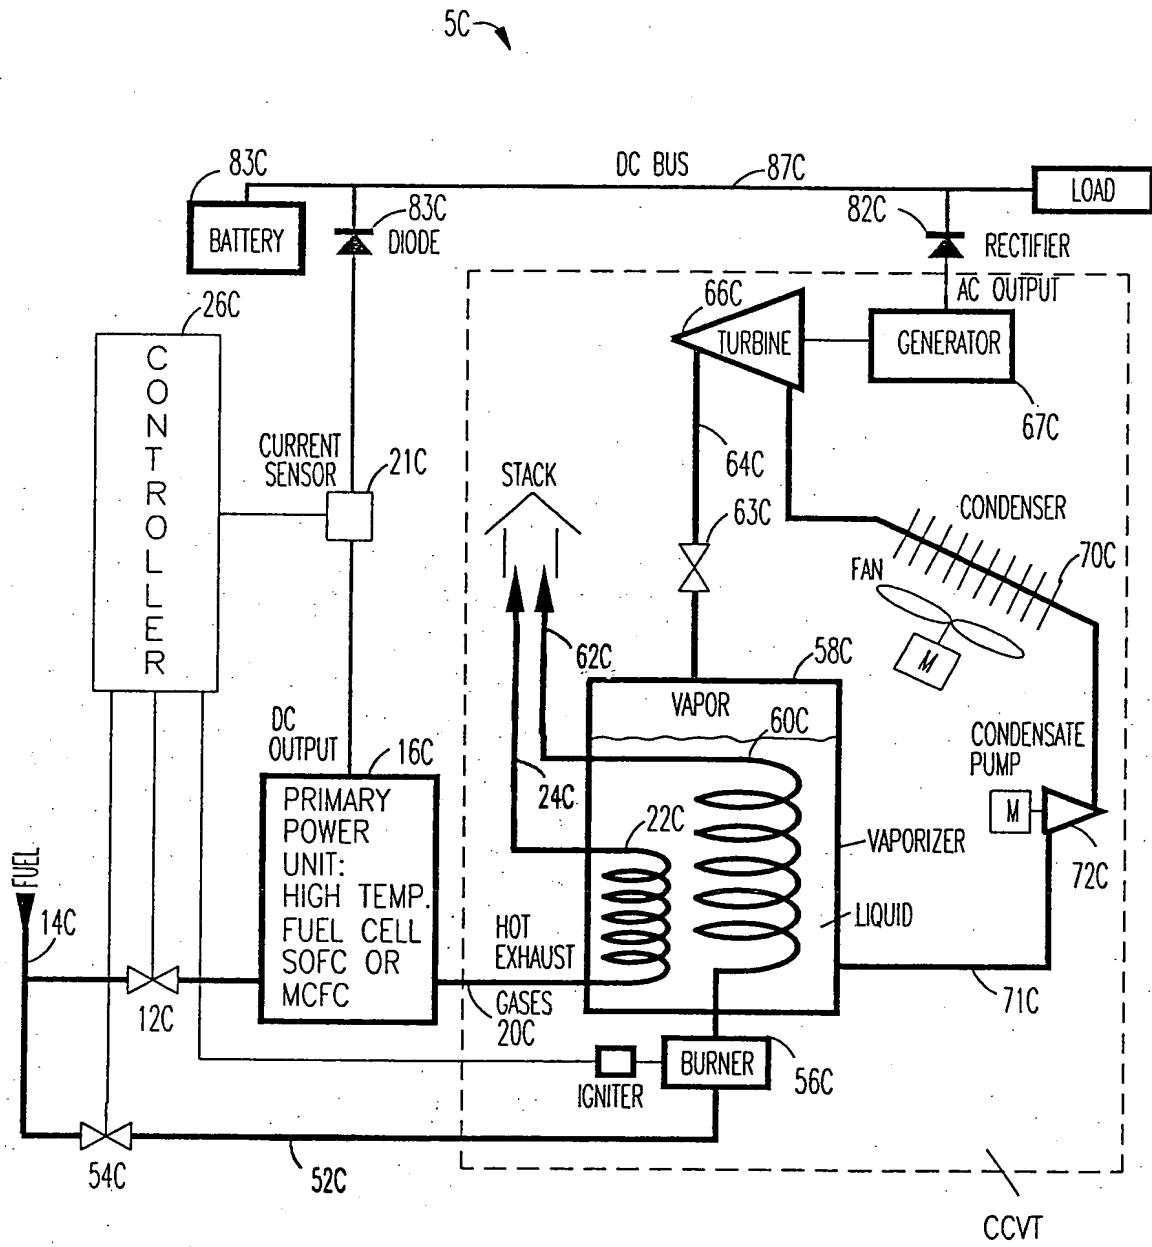 5C
83C
DC BUS
87C
LOAD
BATTERY
83C
DIODE
82C
RECTIFIER
26C
66C
AC OUTPUT
TURBINE
GENERATOR
67C
CONTROLLER
CURRENT
SENSOR
21C
64C
STACK
63C
CONDENSER
70C
FAN
M
62C
58C
VAPOR
60C
DC
OUTPUT
16C
24C
CONDENSATE
PUMP
M
72C
PRIMARY
POWER
UNIT:
HIGH TEMP.
FUEL CELL
SOFC OR
MCFC
22C
VAPORIZER
FUEL
14C
LIQUID
HOT
EXHAUST
GASES
20C
12C
71C
BURNER
56C
IGNITER
54C
52C
CCVT